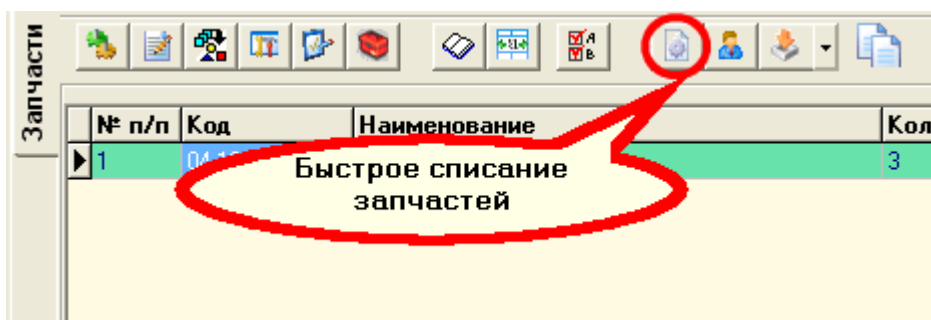 Запчасти
№ п/п Код Наименование Кол
1 3
Быстрое списание
запчастей